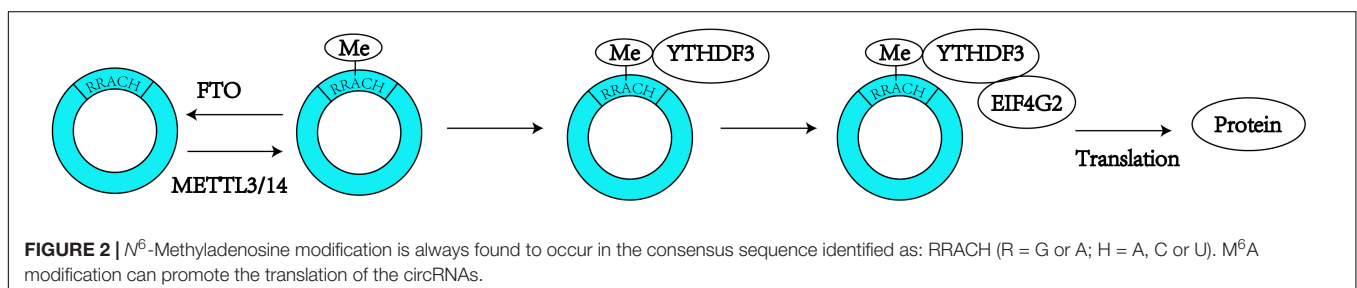 RRACH
FTO
METTL3/14
Me
RRACH
Me
YTHDF3
RRACH
Me
YTHDF3
RRACH
EIF4G2
Translation
Protein
FIGURE 2 | N⁶-Methyladenosine modification is always found to occur in the consensus sequence identified as: RRACH (R = G or A; H = A, C or U). M⁶A
modification can promote the translation of the circRNAs.